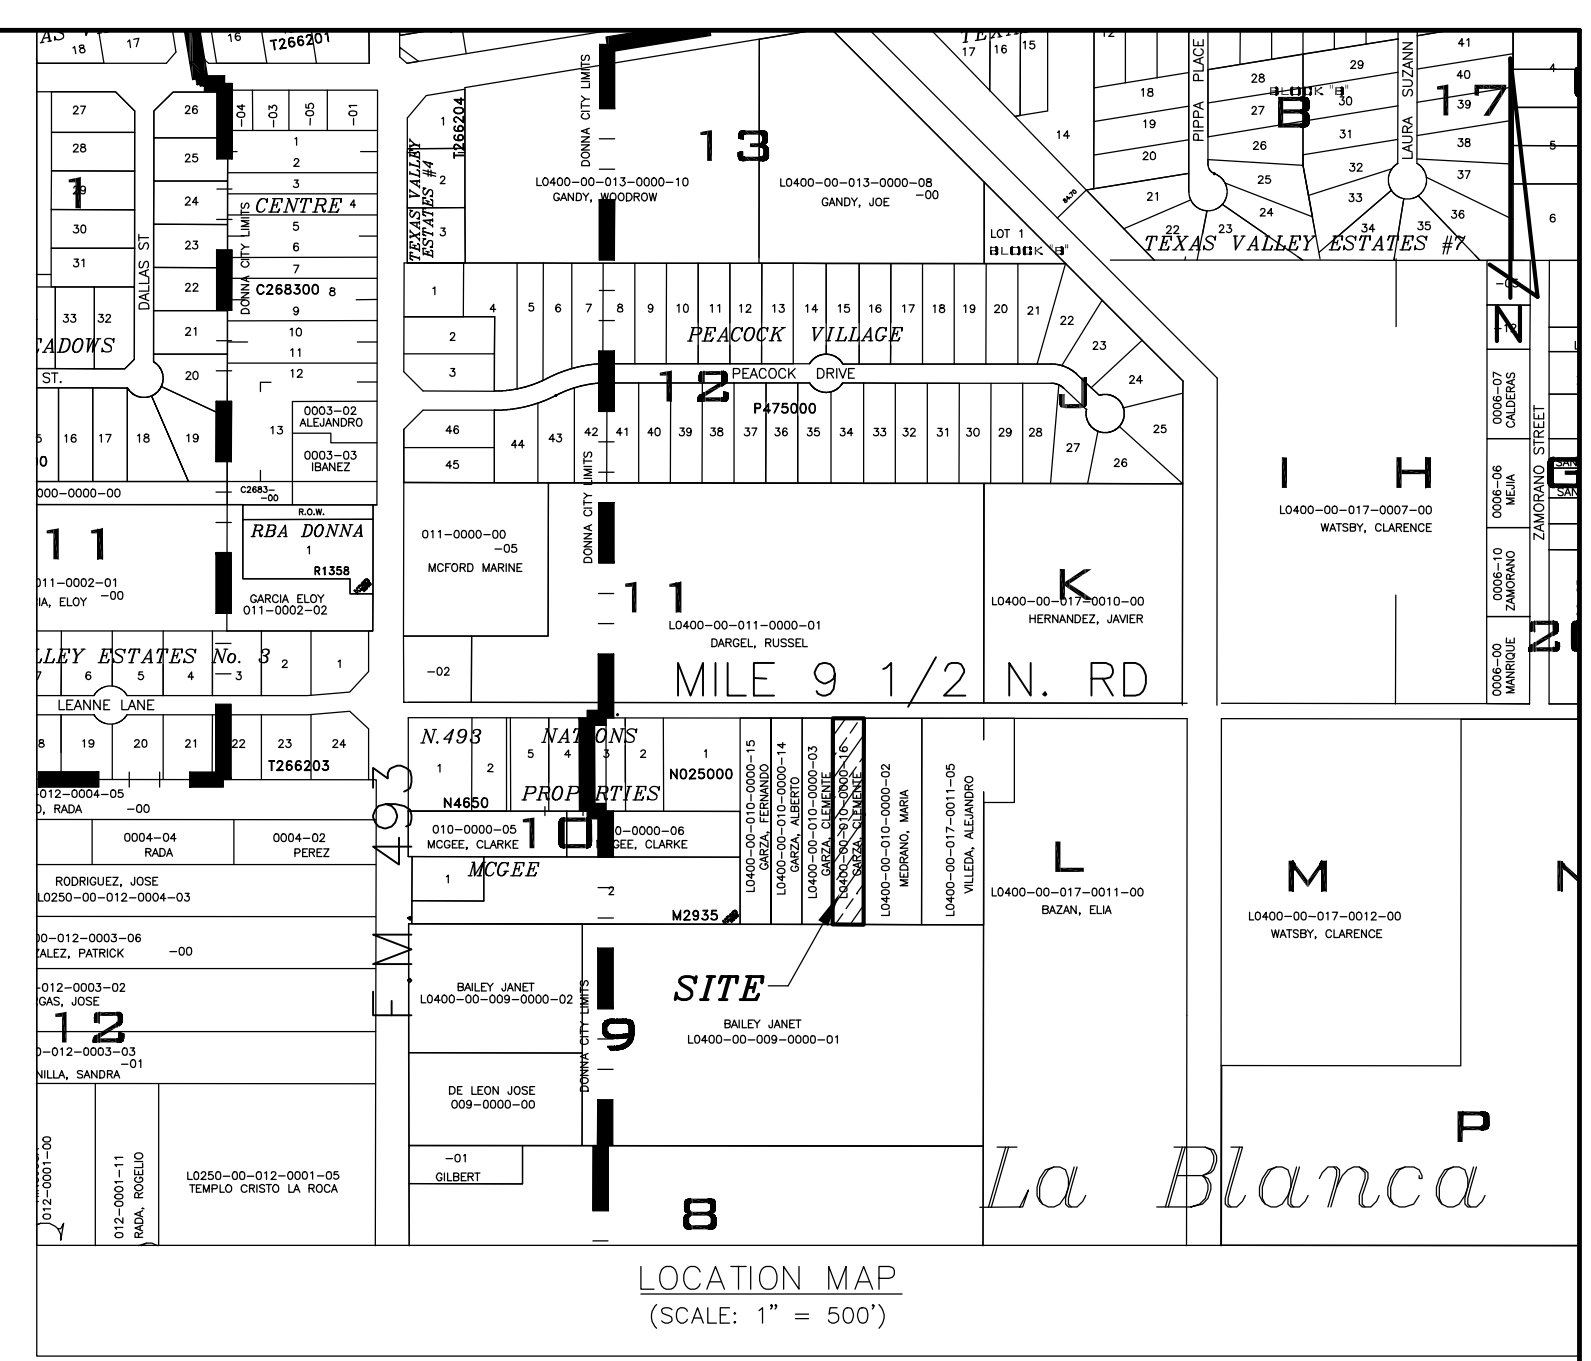 18
17
16
T266201
17
16
15
12
41
29
28
40
4
27
26
-04
-03
-05
-01
BLOCK "B"
30
39
17
B
18
27
28
25
1
T266204
13
19
PIPPA PLACE
LAURA SUZANN
31
38
5
14
2
20
26
32
37
1
29
24
3
CENTRE
4
TEXAS VALLEY
ESTATES #4
2
DONNA CITY LIMITS
L0400-00-013-0000-10
GANDY, WOODROW
L0400-00-013-0000-08
GANDY, JOE
-00
21
25
33
36
30
5
3
LOT 1
BLOCK "B"
22
23
24
34
35
6
TEXAS VALLEY ESTATES #7
23
6
31
DALLAS ST
DONNA CITY LIMITS
7
22
C268300
8
1
4
5
6
7
8
9
10
11
12
13
14
15
16
17
18
19
20
21
22
33
32
9
21
10
2
PEACOCK VILLAGE
23
N
ADOWS
11
ST.
20
12
3
12
PEACOCK DRIVE
24
J
0006-07
CALDERAS
P475000
0003-02
ALEJANDRO
16
17
18
19
13
46
44
43
42
41
40
39
38
37
36
35
34
33
32
31
30
29
28
27
25
0003-03
IBANEZ
45
26
ZAMORANO STREET
I
H
G
000-0000-00
C2683-
-00
DONNA CITY LIMITS
0006-06
MEJIA
R.O.W.
L0400-00-017-0007-00
WATSBY, CLARENCE
RBA DONNA
1
R1358
11
011-0000-00
-05
MCFORD MARINE
0006-10
ZAMORANO
011-0002-01
IA, ELOY
-00
GARCIA ELOY
011-0002-02
11
L0400-00-011-0000-01
DARGEL, RUSSEL
K
L0400-00-017-0010-00
HERNANDEZ, JAVIER
LLEY ESTATES No. 3
7
6
5
4
3
2
1
-02
MILE 9 1/2 N. RD
0006-00
MANRIQUE
LEANNE LANE
8
19
20
21
22
23
24
T266203
N.493
1
2
N4650
NATIONS
5
4
3
2
1
N025000
PROPERTIES
L0400-00-010-0000-15
GARZA, FERNANDO
L0400-00-010-0000-14
GARZA, ALBERTO
L0400-00-010-0000-03
GARZA, CLEMENTE
L0400-00-010-0000-16
GARZA, CLEMENTE
L0400-00-010-0000-02
MEDRANO, MARIA
L0400-00-017-0011-05
VILLEDA, ALEJANDRO
F.M. 493
-012-0004-05
RADA
-00
0004-04
RADA
0004-02
PEREZ
010-0000-05
MCGEE, CLARKE
10
0-0000-06
GEE, CLARKE
1
MCGEE
2
M2935
L
L0400-00-017-0011-00
BAZAN, ELIA
M
L0400-00-017-0012-00
WATSBY, CLARENCE
RODRIGUEZ, JOSE
L0250-00-012-0004-03
00-012-0003-06
ZALEZ, PATRICK
-00
-012-0003-02
GAS, JOSE
12
-012-0003-03
-01
NILLA, SANDRA
BAILEY JANET
L0400-00-009-0000-02
SITE
DONNA CITY LIMITS
9
BAILEY JANET
L0400-00-009-0000-01
DE LEON JOSE
009-0000-00
P
012-0001-00
012-0001-11
RADA, ROGELIO
L0250-00-012-0001-05
TEMPLO CRISTO LA ROCA
-01
GILBERT
8
La Blanca
LOCATION MAP
(SCALE: 1" = 500')